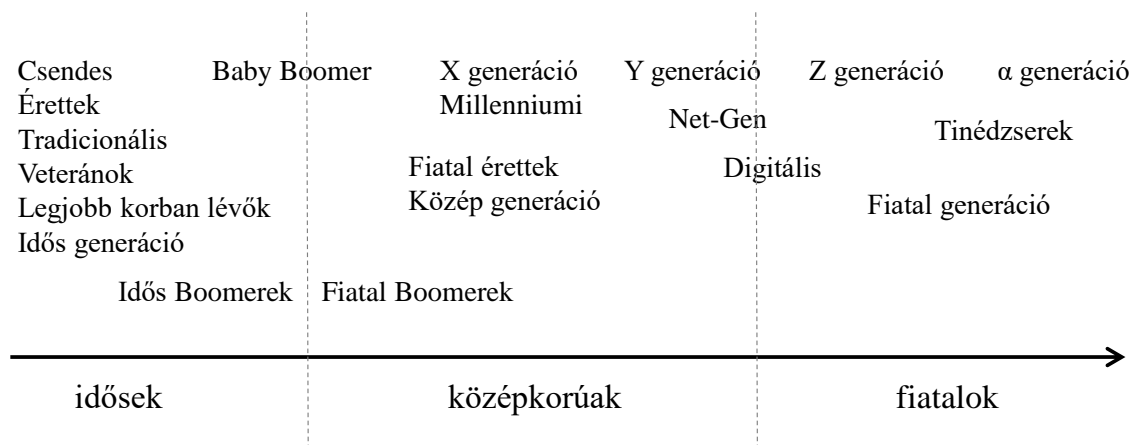 Csendes Baby Boomer X generáció Y generáció Z generáció α generáció
Érettek Millenniumi
Net-Gen
Tinédzserek
Tradicionális
Fiatal érettek Digitális
Veteránok
Közép generáció
Fiatal generáció
Legjobb korban lévők
Idős generáció
Idős Boomerek Fiatal Boomerek
idősek középkorúak fiatalok